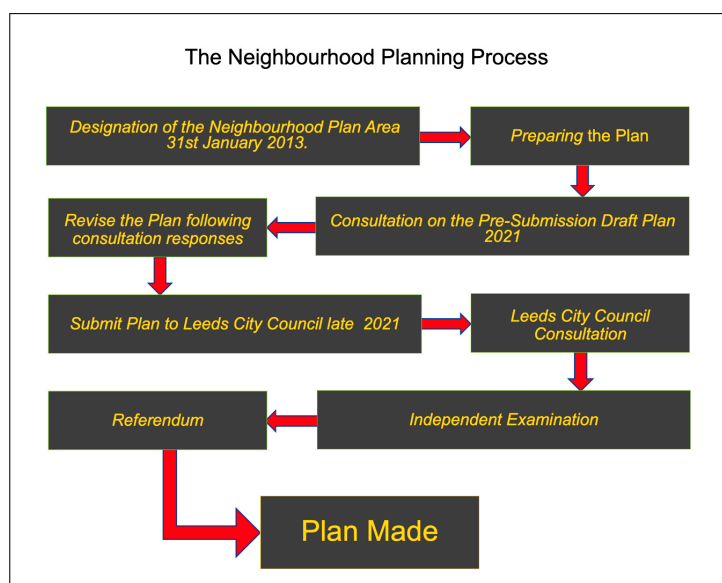 The Neighbourhood Planning Process
Designation of the Neighbourhood Plan Area
31st January 2013.
Preparing the Plan
Consultation on the Pre-Submission Draft Plan
2021
Revise the Plan following
consultation responses
Submit Plan to Leeds City Council late  2021
Leeds City Council
Consultation
Independent Examination
Referendum
Plan Made